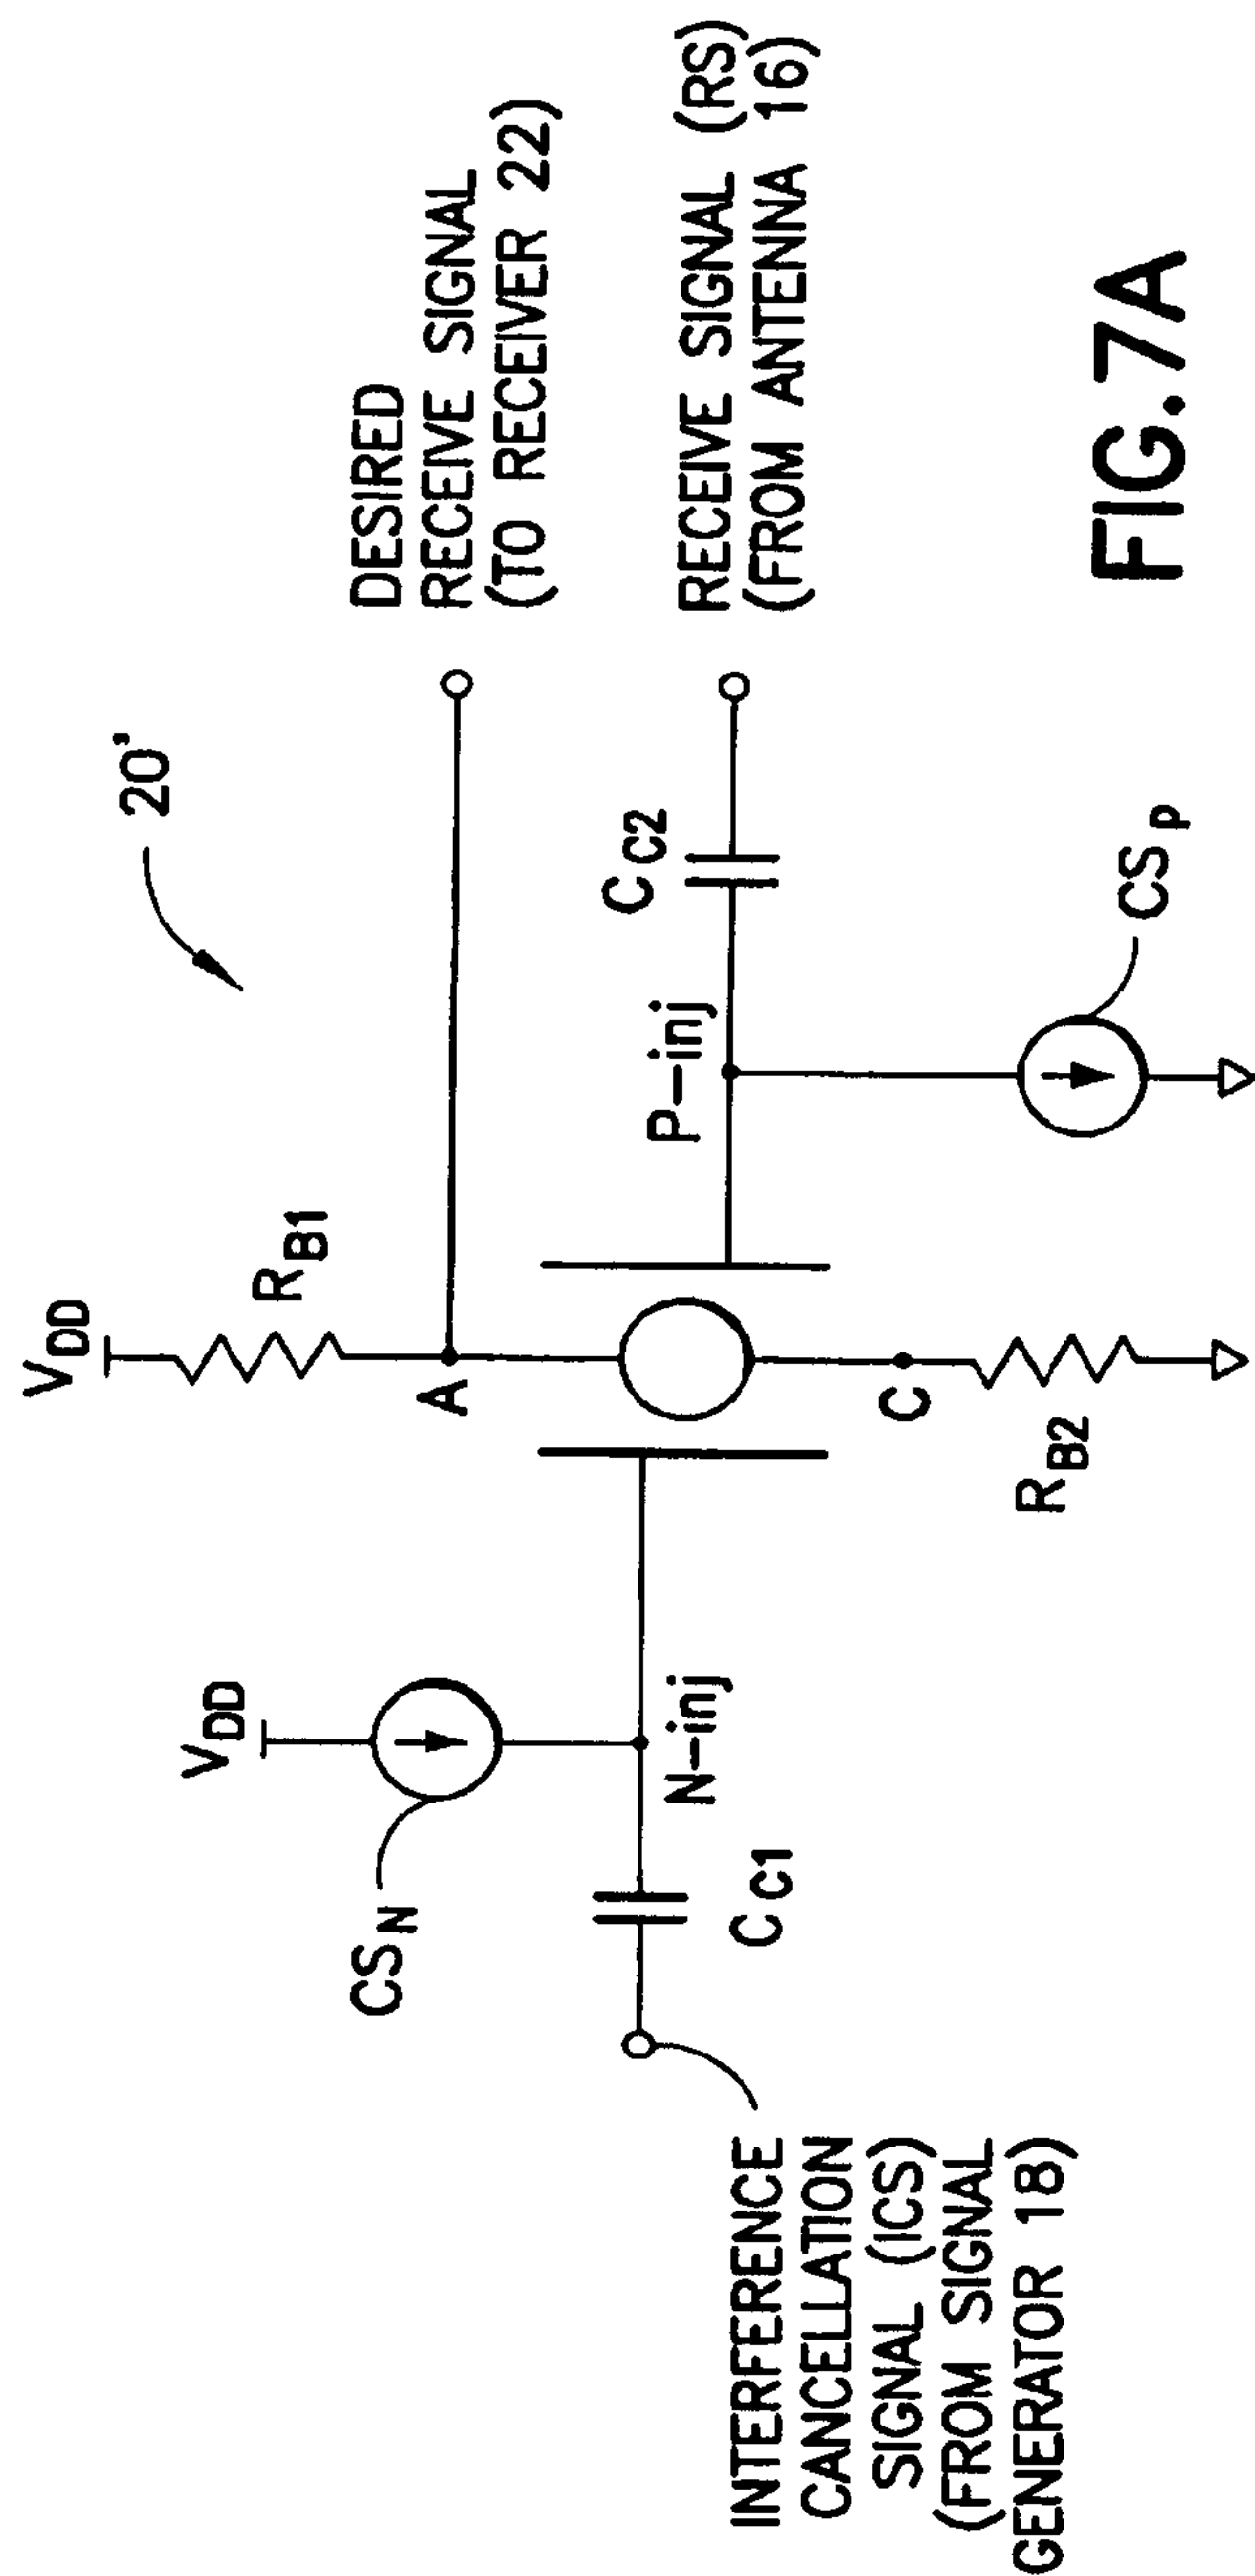 20'
V_DD
R_B1
A
DESIRED
RECEIVE SIGNAL
(TO RECEIVER 22)
V_DD
CS_N
N-inj
C_C1
P-inj
C_C2
RECEIVE SIGNAL (RS)
(FROM ANTENNA 16)
C
R_B2
CS_p
INTERFERENCE
CANCELLATION
SIGNAL (ICS)
(FROM SIGNAL
GENERATOR 18)
FIG.7A